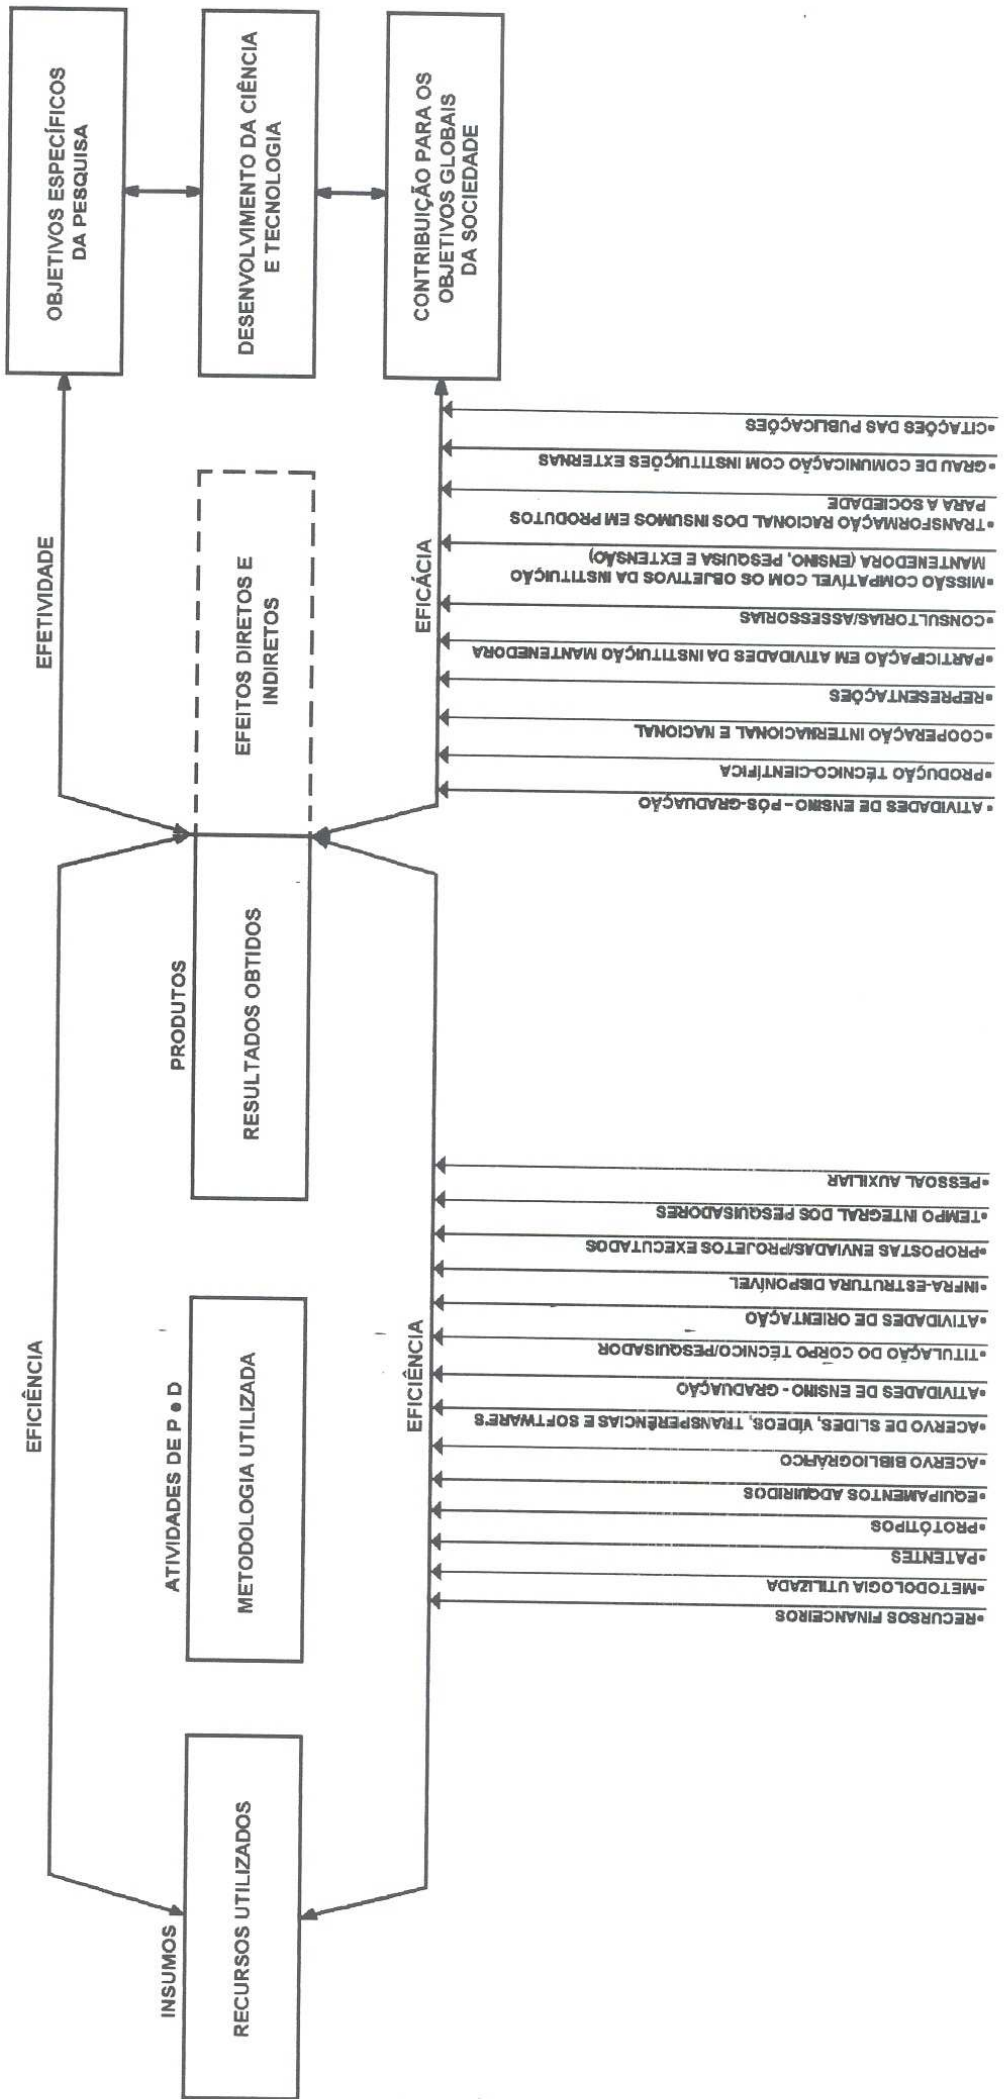 EFICIÊNCIA
EFETIVIDADE
INSUMOS
RECURSOS UTILIZADOS
ATIVIDADES DE P e D
METODOLOGIA UTILIZADA
PRODUTOS
RESULTADOS OBTIDOS
EFEITOS DIRETOS E
INDIRETOS
OBJETIVOS ESPECÍFICOS
DA PESQUISA
DESENVOLVIMENTO DA CIÊNCIA
E TECNOLOGIA
CONTRIBUIÇÃO PARA OS
OBJETIVOS GLOBAIS
DA SOCIEDADE
EFICIÊNCIA
EFICÁCIA
•RECURSOS FINANCEIROS
•METODOLOGIA UTILIZADA
•PATENTES
•PROTÓTIPOS
•EQUIPAMENTOS ADQUIRIDOS
•ACERVO BIBLIOGRÁFICO
•ACERVO DE SLIDES, VÍDEOS, TRANSPERÊNCIAS E SOFTWARE'S
•ATIVIDADES DE ENSINO - GRADUAÇÃO
•TITULAÇÃO DO CORPO TÉCNICO/PESQUISADOR
•ATIVIDADES DE ORIENTAÇÃO
•INFRA-ESTRUTURA DISPONÍVEL
•PROPOSTAS ENVIADAS/PROJETOS EXECUTADOS
•TEMPO INTEGRAL DOS PESQUISADORES
•PESSOAL AUXILIAR
• ATIVIDADES DE ENSINO - PÓS-GRADUAÇÃO
•PRODUÇÃO TÉCNICO-CIENTÍFICA
•COOPERAÇÃO INTERNACIONAL E NACIONAL
•REPRESENTAÇÕES
•PARTICIPAÇÃO EM ATIVIDADES DA INSTITUIÇÃO MANTENEDORA
•CONSULTORIAS/ASSESSORIAS
•MISSÃO COMPATÍVEL COM OS OBJETIVOS DA INSTITUIÇÃO
MANTENEDORA (ENSINO, PESQUISA E EXTENSÃO)
•TRANSFORMAÇÃO RACIONAL DOS INSUMOS EM PRODUTOS
PARA A SOCIEDADE
•GRAU DE COMUNICAÇÃO COM INSTITUIÇÕES EXTERNAS
•CITAÇÕES DAS PUBLICAÇÕES